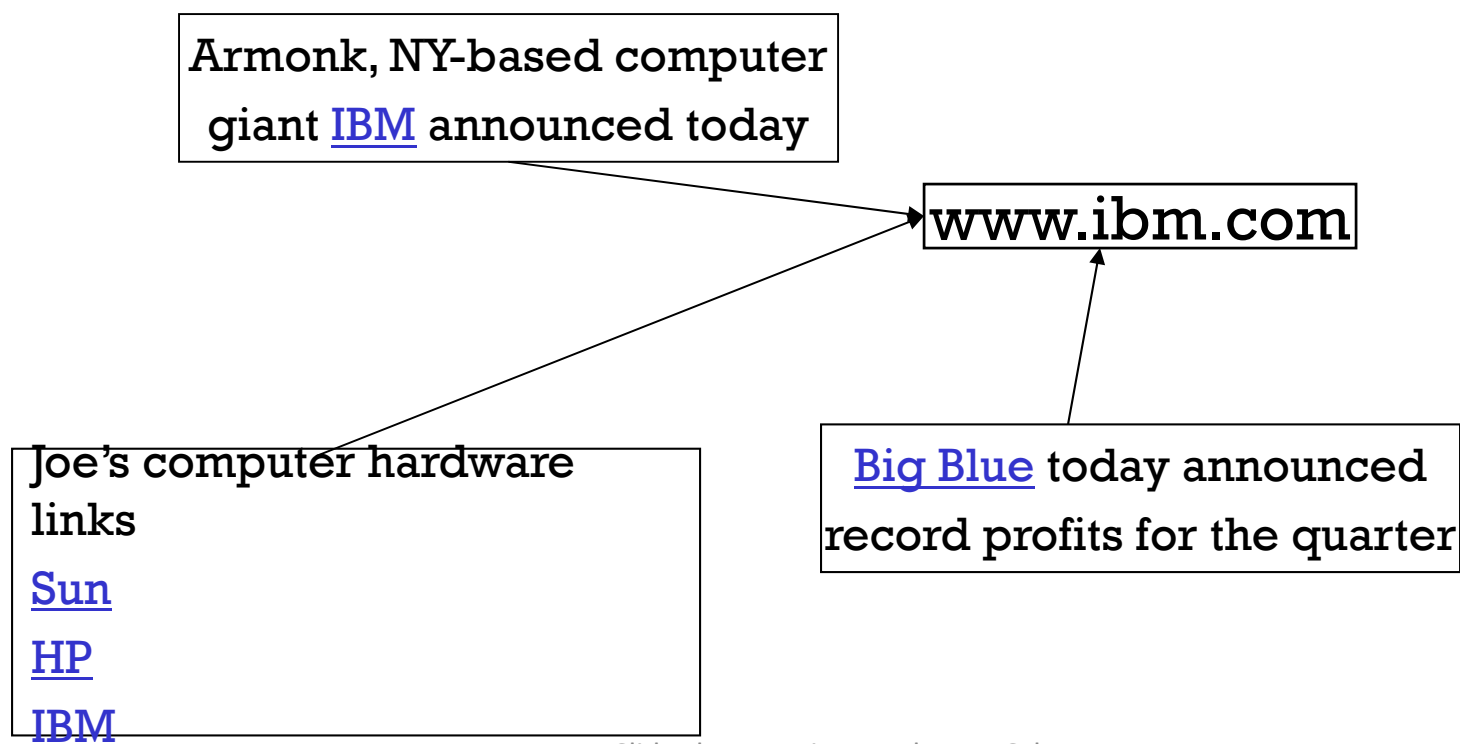 Armonk, NY-based computer
giant IBM announced today
www.ibm.com
Joe’s computer hardware
links
Sun
HP
IBM
Big Blue today announced
record profits for the quarter